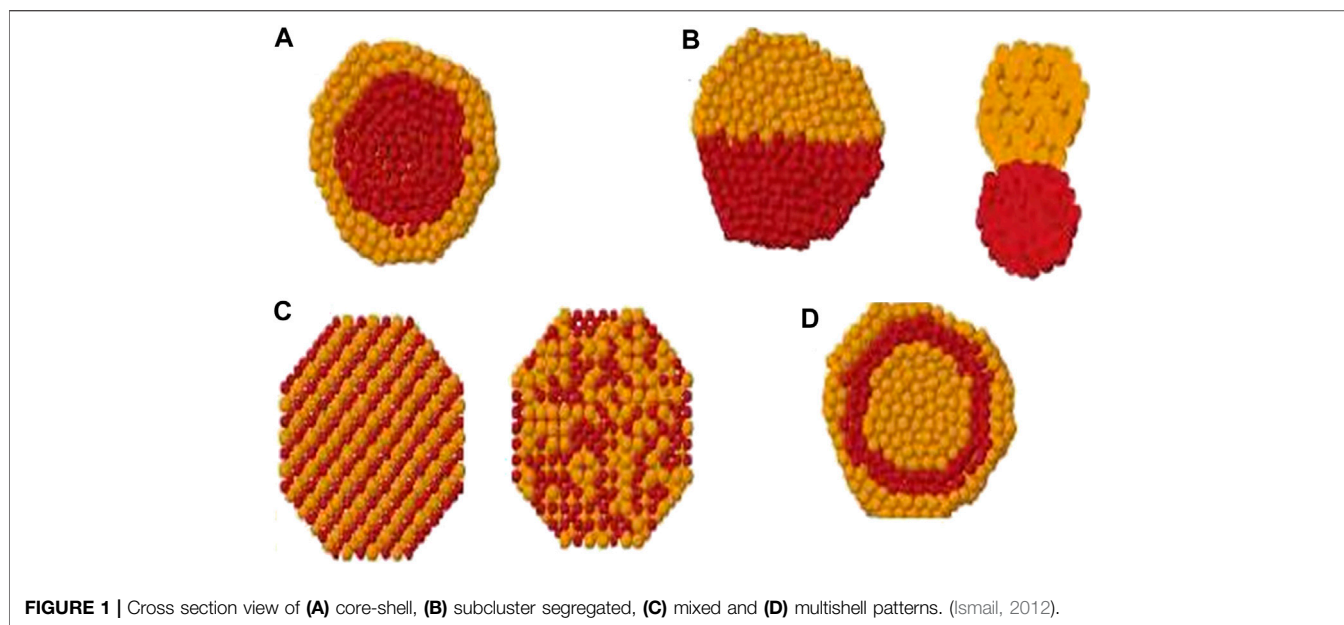 A
B
C
D
FIGURE 1 | Cross section view of (A) core-shell, (B) subcluster segregated, (C) mixed and (D) multishell patterns. (Ismail, 2012).